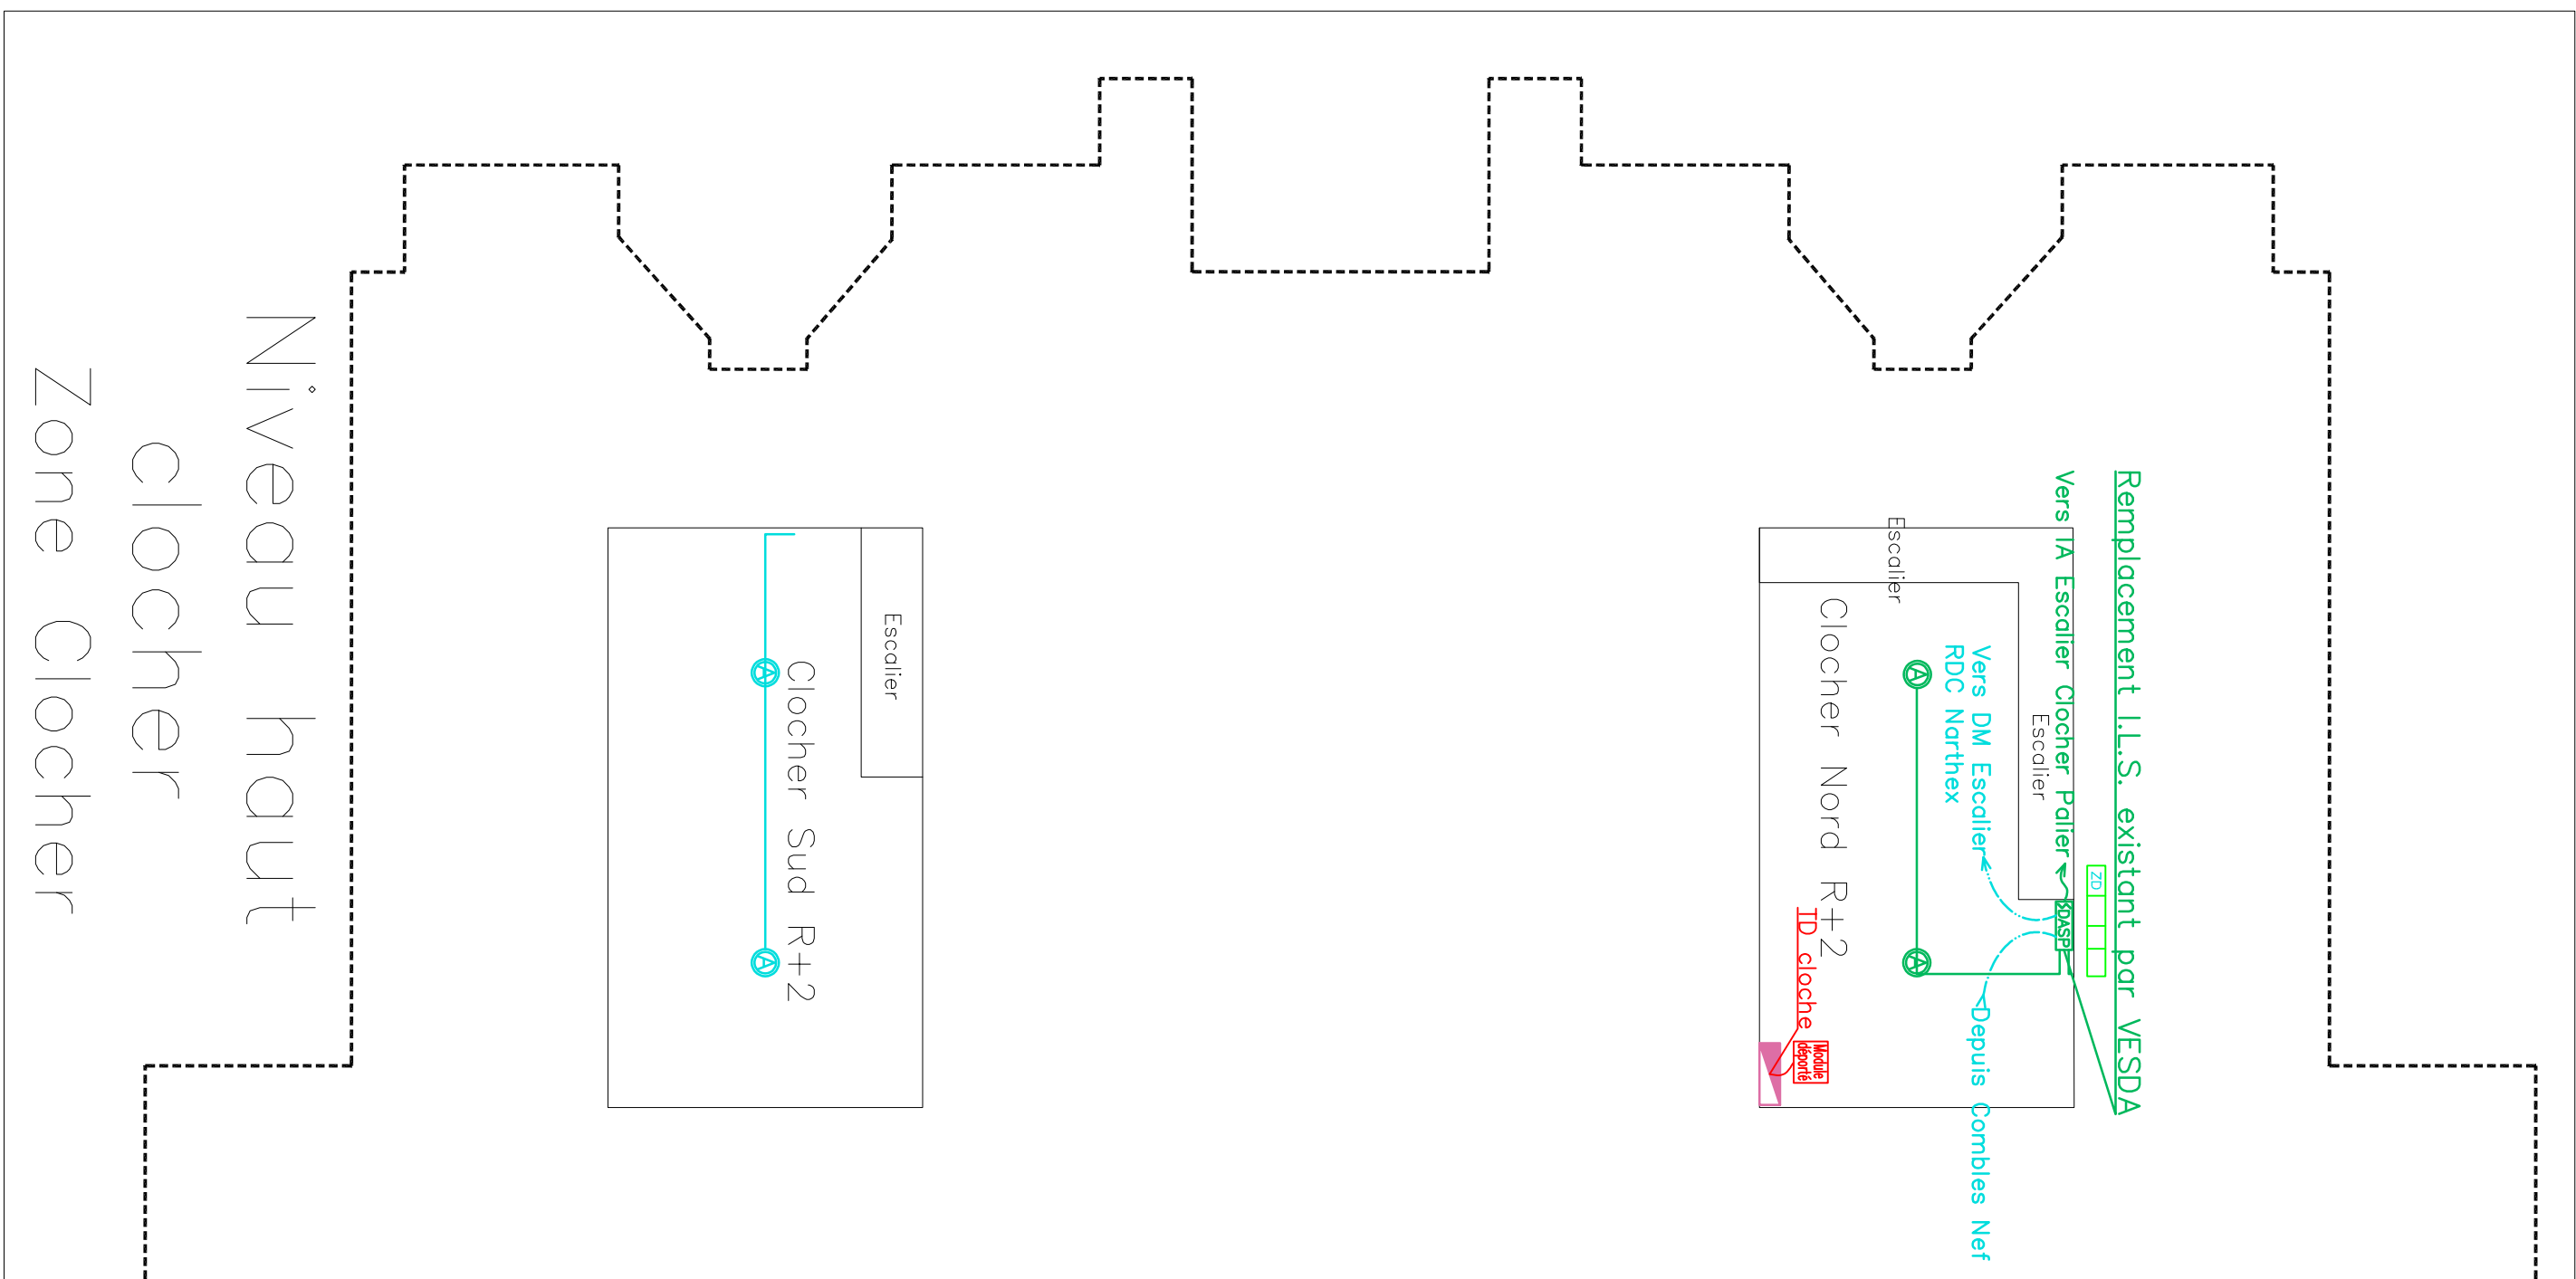 Remplacement I.L.S. existant par VESDA
ZD
Vers IA Escalier Clocher Palier
DASP
Escalier
Vers DM Escalier
RDC Narthex
Depuis Combles Nef
Escalier
Clocher Nord R+2
TD cloche
Module
déporté
A
A
Escalier
Clocher Sud R+2
A
A
Niveau haut
clocher
Zone Clocher